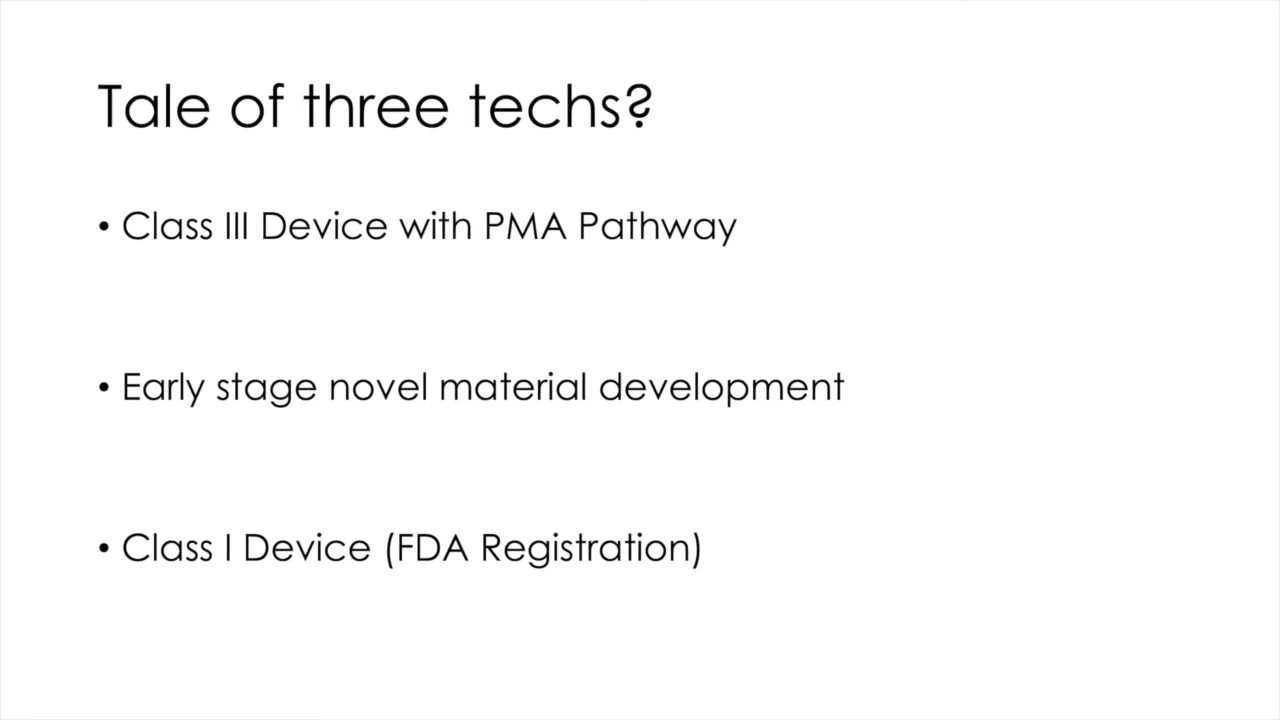 Tale of three techs?
• Class III Device with PMA Pathway
• Early stage novel material development
• Class I Device (FDA Registration)